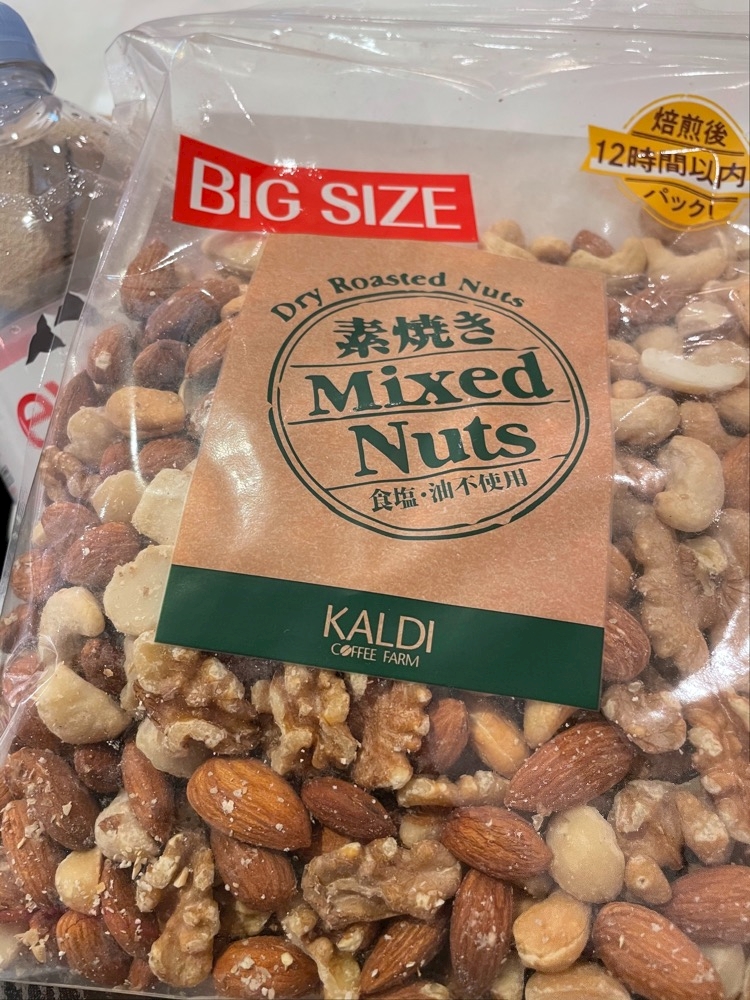 焙煎後
12時間以内
パック!
BIG SIZE
Dry Roasted Nuts
素焼き
Mixed
Nuts
食塩・油不使用
KALDI
COFFEE FARM